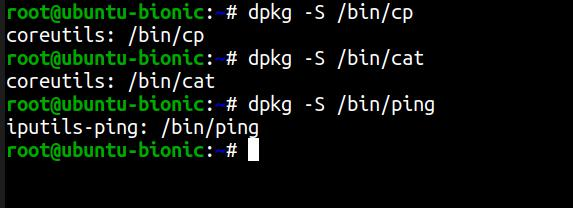 root@ubuntu-bionic:~# dpkg -S /bin/cp
coreutils: /bin/cp
root@ubuntu-bionic:~# dpkg -S /bin/cat
coreutils: /bin/cat
root@ubuntu-bionic:~# dpkg -S /bin/ping
iputils-ping: /bin/ping
root@ubuntu-bionic:~#